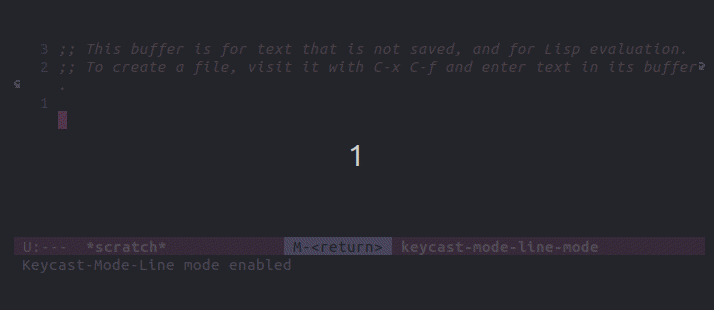 3 ;; This buffer is for text that is not saved, and for Lisp evaluation.
2 ;; To create a file, visit it with C-x C-f and enter text in its buffer
.
1
1
U:--- *scratch* M-<return> keycast-mode-line-mode
Keycast-Mode-Line mode enabled